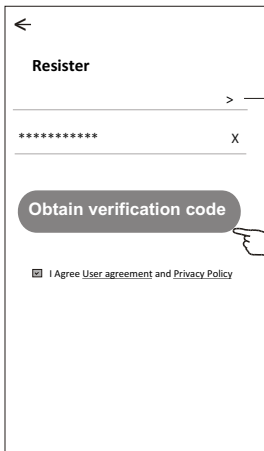 Resister
>
*********** X
Obtain verification code
I Agree User agreement and Privacy Policy